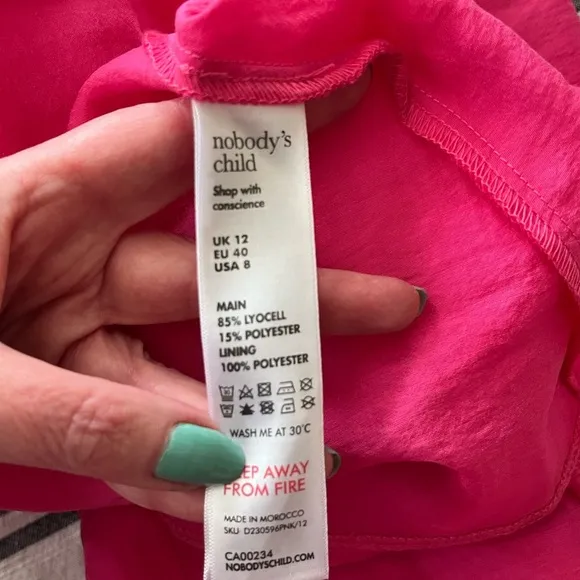 nobody's
child
Shop with
conscience
UK 12
EU 40
USA 8
MAIN
85% LYOCELL
15% POLYESTER
LINING
100% POLYESTER
WASH ME AT 30°C
AWAY
FROM FIRE
MADE IN MOROCCO
SKU- D230596PNK/12
CA00234
NOBODYSCHILD.COM